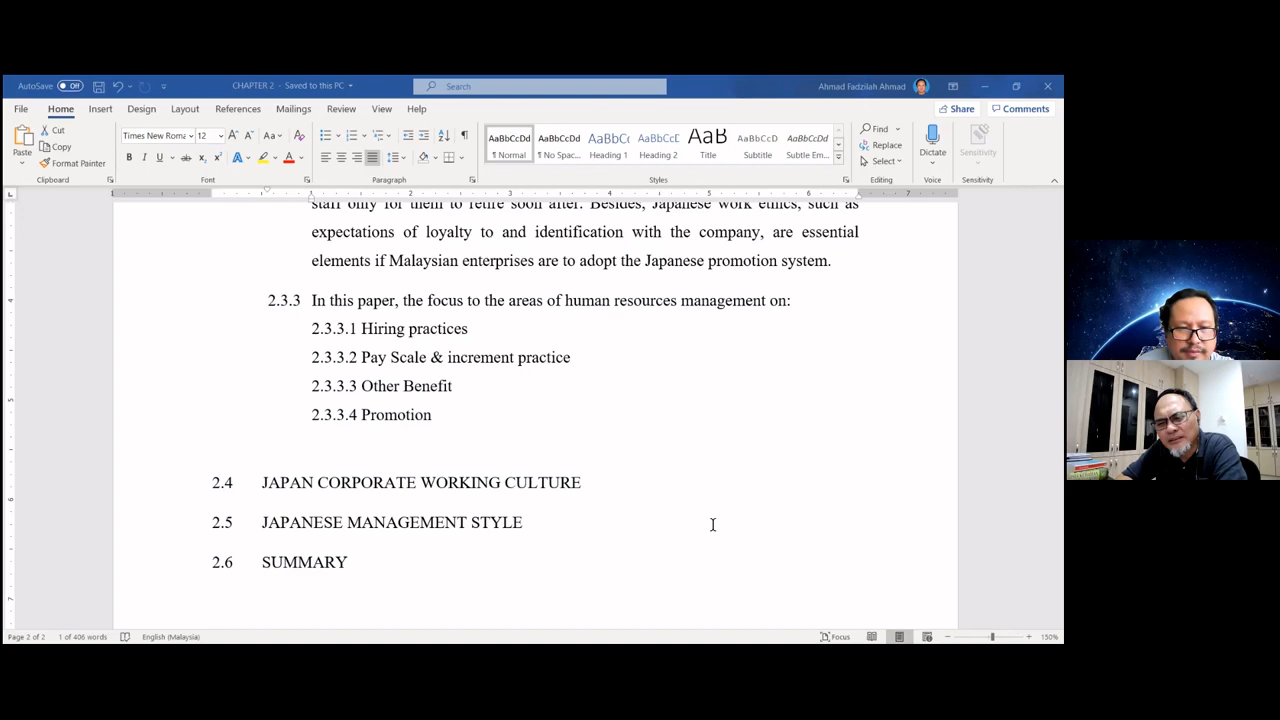 AutoSave Off CHAPTER 2 - Saved to this PC Search Ahmad Fadzilah Ahmad
File Home Insert Design Layout References Mailings Review View Help Share Comments
Paste Cut Copy Format Painter Clipboard
Times New Roma 12 Font
Paragraph
AaBbCcDd AaBbCcDd AaBbCc AaBbCcD AaB AaBbCcD AaBbCcDd
¶ Normal ¶ No Spac... Heading 1 Heading 2 Title Subtitle Subtle Em...
Styles
Find Replace Select Editing
Dictate Voice
Sensitivity Sensitivity
staff only for them to retire soon after. Besides, Japanese work ethics, such as
expectations of loyalty to and identification with the company, are essential
elements if Malaysian enterprises are to adopt the Japanese promotion system.
2.3.3 In this paper, the focus to the areas of human resources management on:
2.3.3.1 Hiring practices
2.3.3.2 Pay Scale & increment practice
2.3.3.3 Other Benefit
2.3.3.4 Promotion
2.4 JAPAN CORPORATE WORKING CULTURE
2.5 JAPANESE MANAGEMENT STYLE
2.6 SUMMARY
Page 2 of 2 1 of 406 words English (Malaysia) Focus 150%